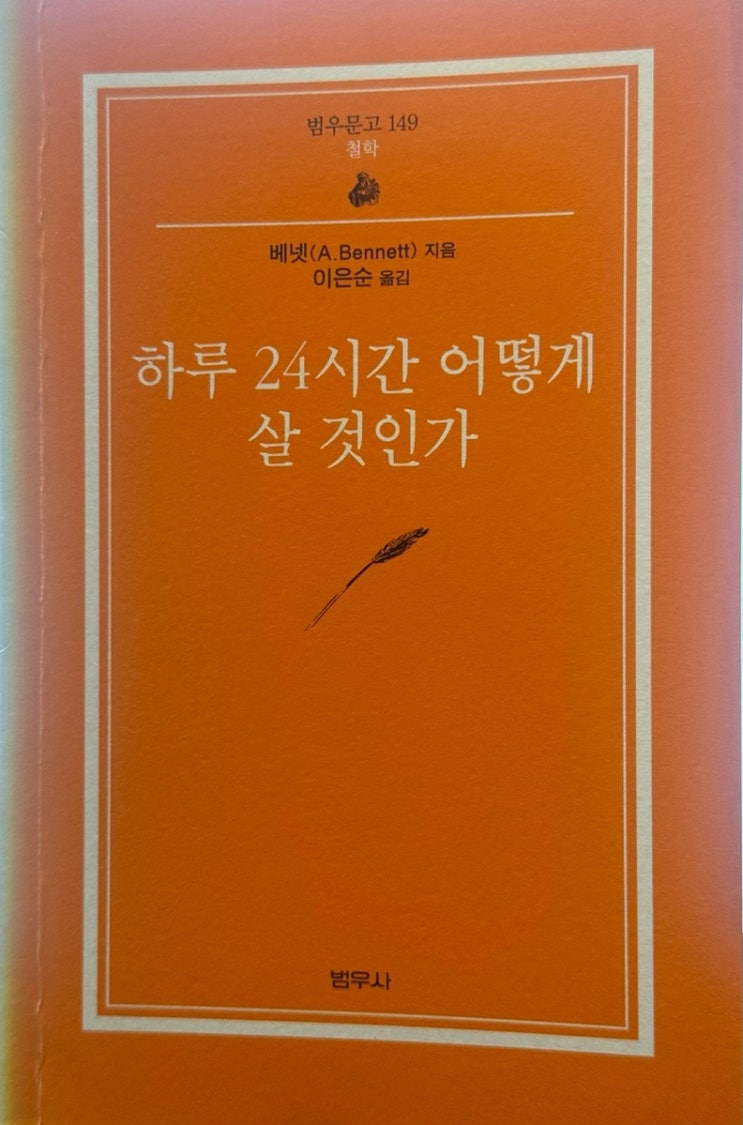 범우문고 149
철학
베넷(A.Bennett) 지음
이은순 옮김
하루 24시간 어떻게
살 것인가
범우사